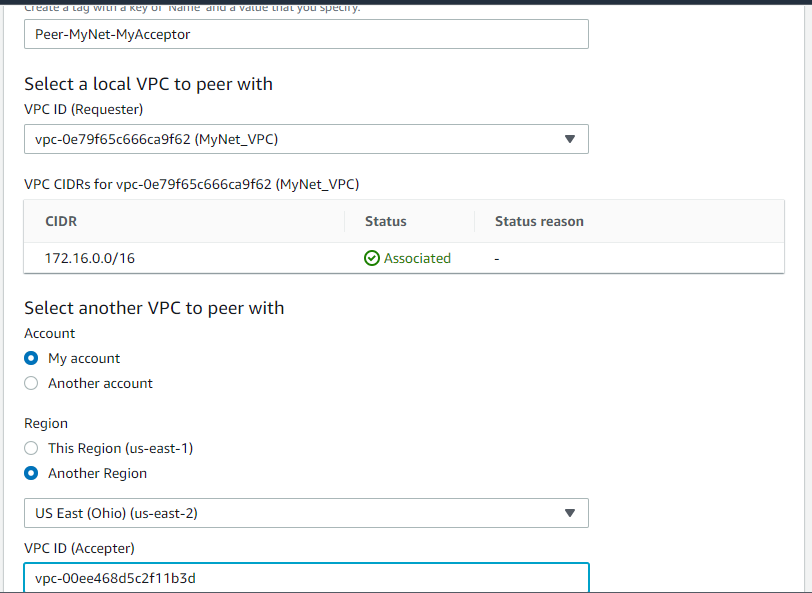 Create a tag with a key of 'Name' and a value that you specify.
Peer-MyNet-MyAcceptor
Select a local VPC to peer with
VPC ID (Requester)
vpc-0e79f65c666ca9f62 (MyNet_VPC)
VPC CIDRs for vpc-0e79f65c666ca9f62 (MyNet_VPC)
CIDR Status Status reason
172.16.0.0/16 Associated -
Select another VPC to peer with
Account
My account
Another account
Region
This Region (us-east-1)
Another Region
US East (Ohio) (us-east-2)
VPC ID (Accepter)
vpc-00ee468d5c2f11b3d